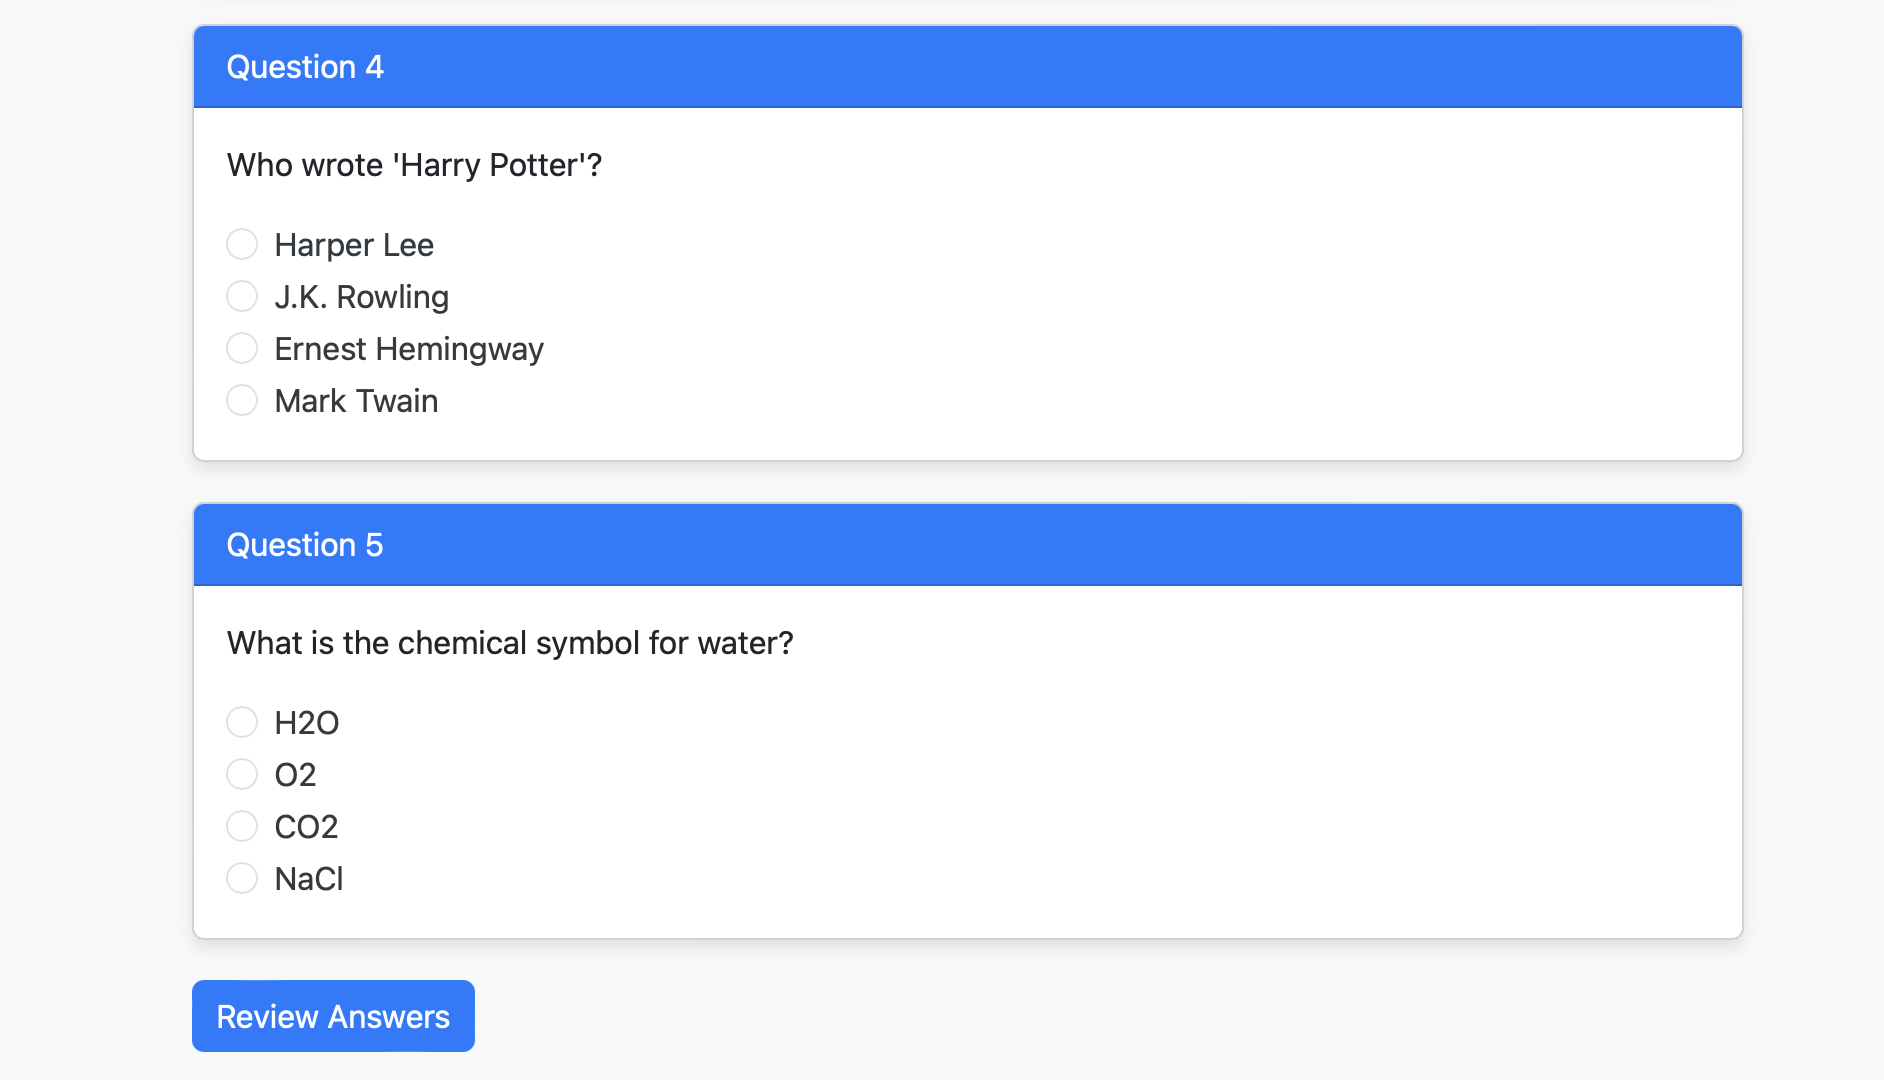 Question 4
Who wrote 'Harry Potter'?
Harper Lee
J.K. Rowling
Ernest Hemingway
Mark Twain
Question 5
What is the chemical symbol for water?
H2O
O2
CO2
NaCl
Review Answers